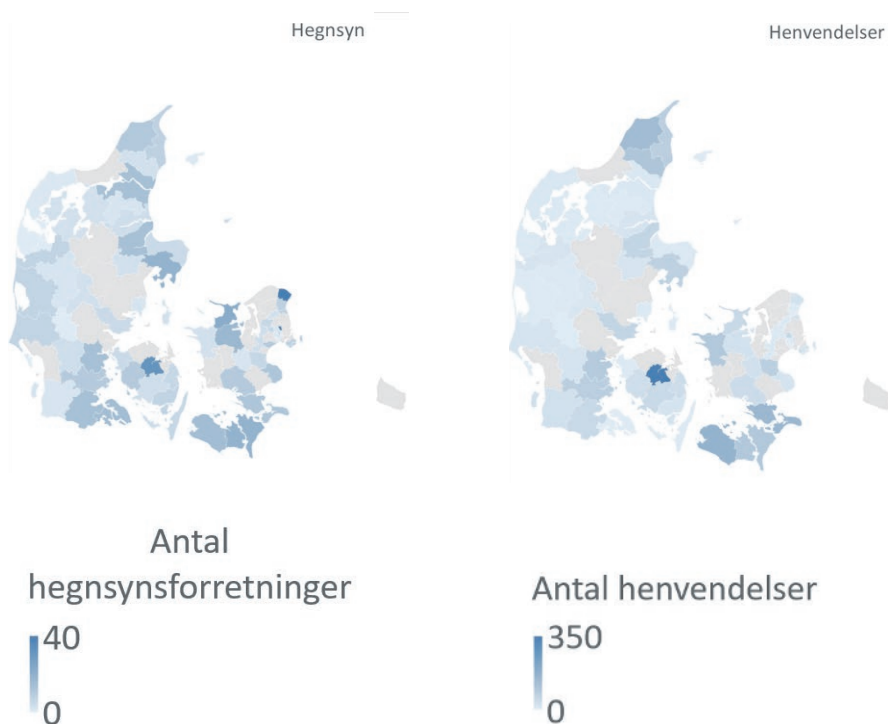 Hegnsyn
Henvendelser
Antal
hegnsynsforretninger
40
0
Antal henvendelser
350
0